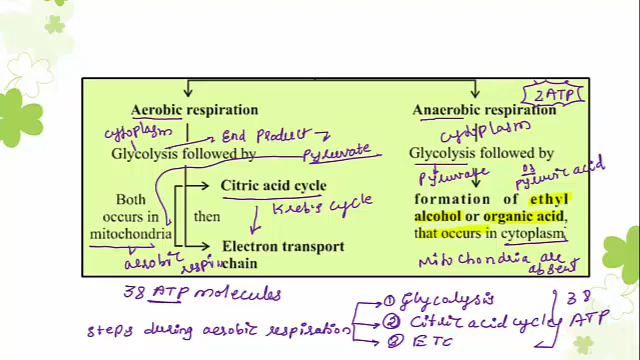 2 ATP
Aerobic respiration
Anaerobic respiration
cytoplasm
End Product
cytoplasm
Glycolysis followed by
Pyruvate
Glycolysis followed by
Pyruvate
or
Pyruvic acid
Both
occurs in
mitochondria
then
Citric acid cycle
Kreb's cycle
Electron transport
chain
aerobic respi
formation of ethyl
alcohol or organic acid,
that occurs in cytoplasm
Mitochondria are
absent
38 ATP molecules
steps during aerobic respiration
① Glycolysis
② Citric acid cycle
③ ETC
38
ATP